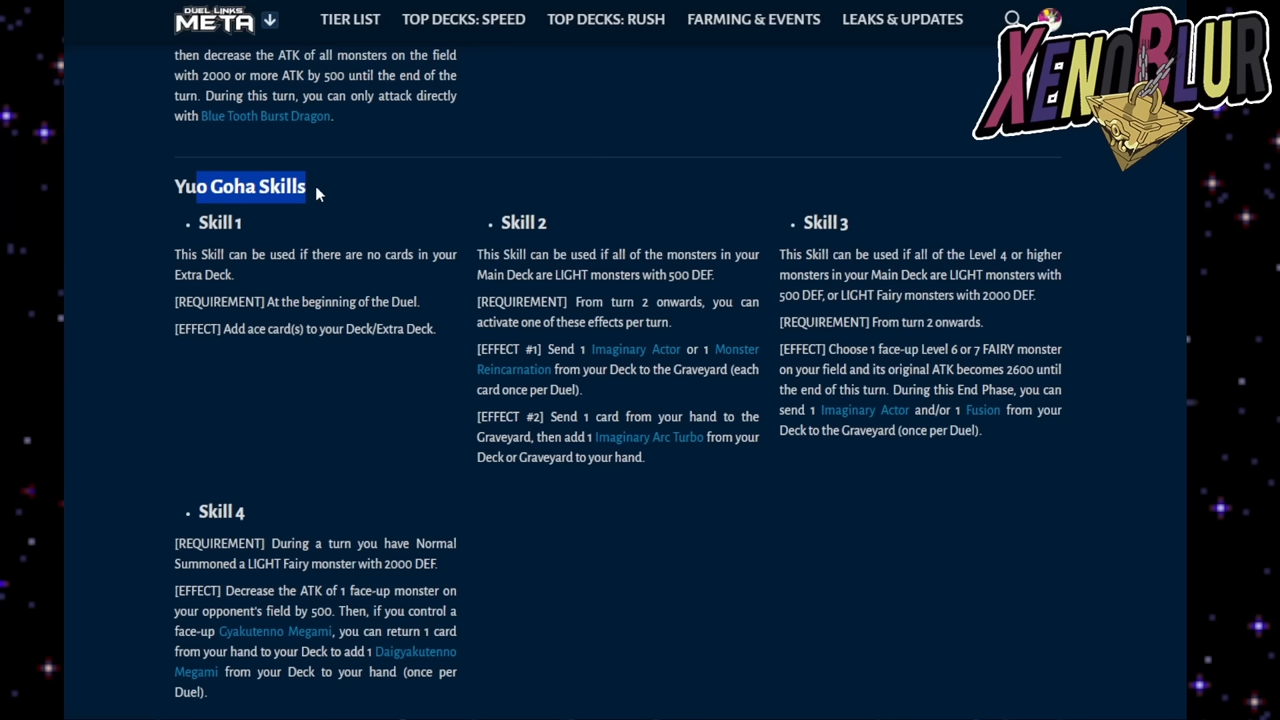 DUEL LINKS
META
TIER LIST
TOP DECKS: SPEED
TOP DECKS: RUSH
FARMING & EVENTS
LEAKS & UPDATES
XENOBLUR
then decrease the ATK of all monsters on the field
with 2000 or more ATK by 500 until the end of the
turn. During this turn, you can only attack directly
with Blue Tooth Burst Dragon.
Yuo Goha Skills
• Skill 1
This Skill can be used if there are no cards in your
Extra Deck.
[REQUIREMENT] At the beginning of the Duel.
[EFFECT] Add ace card(s) to your Deck/Extra Deck.
• Skill 2
This Skill can be used if all of the monsters in your
Main Deck are LIGHT monsters with 500 DEF.
[REQUIREMENT] From turn 2 onwards, you can
activate one of these effects per turn.
[EFFECT #1] Send 1 Imaginary Actor or 1 Monster
Reincarnation from your Deck to the Graveyard (each
card once per Duel).
[EFFECT #2] Send 1 card from your hand to the
Graveyard, then add 1 Imaginary Arc Turbo from your
Deck or Graveyard to your hand.
• Skill 3
This Skill can be used if all of the Level 4 or higher
monsters in your Main Deck are LIGHT monsters with
500 DEF, or LIGHT Fairy monsters with 2000 DEF.
[REQUIREMENT] From turn 2 onwards.
[EFFECT] Choose 1 face-up Level 6 or 7 FAIRY monster
on your field and its original ATK becomes 2600 until
the end of this turn. During this End Phase, you can
send 1 Imaginary Actor and/or 1 Fusion from your
Deck to the Graveyard (once per Duel).
• Skill 4
[REQUIREMENT] During a turn you have Normal
Summoned a LIGHT Fairy monster with 2000 DEF.
[EFFECT] Decrease the ATK of 1 face-up monster on
your opponent's field by 500. Then, if you control a
face-up Gyakutenno Megami, you can return 1 card
from your hand to your Deck to add 1 Daigyakutenno
Megami from your Deck to your hand (once per
Duel).